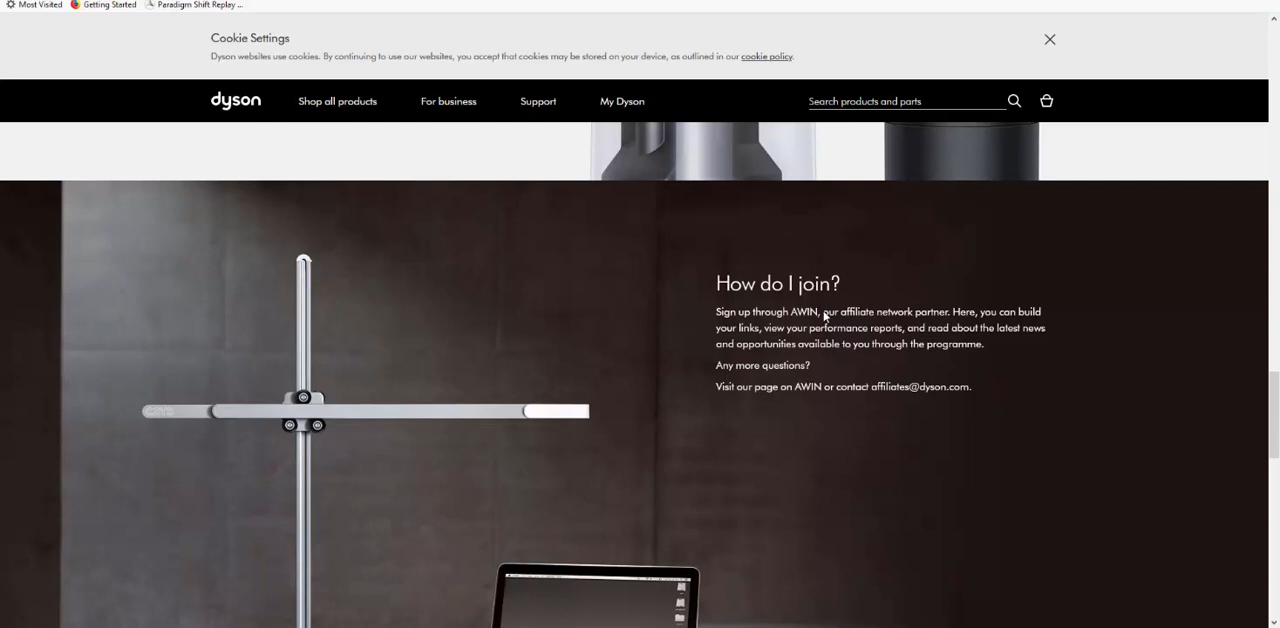 Most Visited Getting Started Paradigm Shift Replay ...
Cookie Settings
Dyson websites use cookies. By continuing to use our websites, you accept that cookies may be stored on your device, as outlined in our cookie policy.
dyson Shop all products For business Support My Dyson Search products and parts
How do I join?
Sign up through AWIN, our affiliate network partner. Here, you can build
your links, view your performance reports, and read about the latest news
and opportunities available to you through the programme.
Any more questions?
Visit our page on AWIN or contact affiliates@dyson.com.